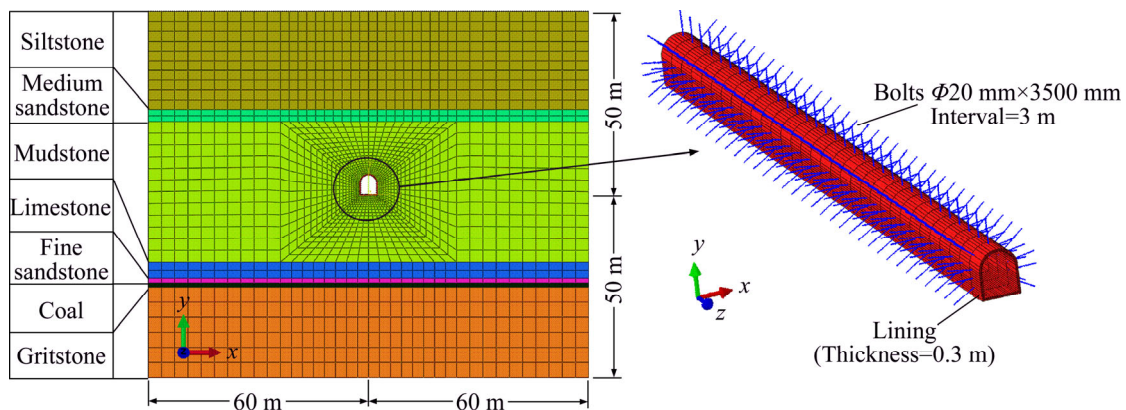 Siltstone
Medium
sandstone
Mudstone
Limestone
Fine
sandstone
Coal
Gritstone
y
x
60 m
60 m
50 m
50 m
Bolts Φ20 mm×3500 mm
Interval=3 m
y
x
z
Lining
(Thickness−0.3 m)